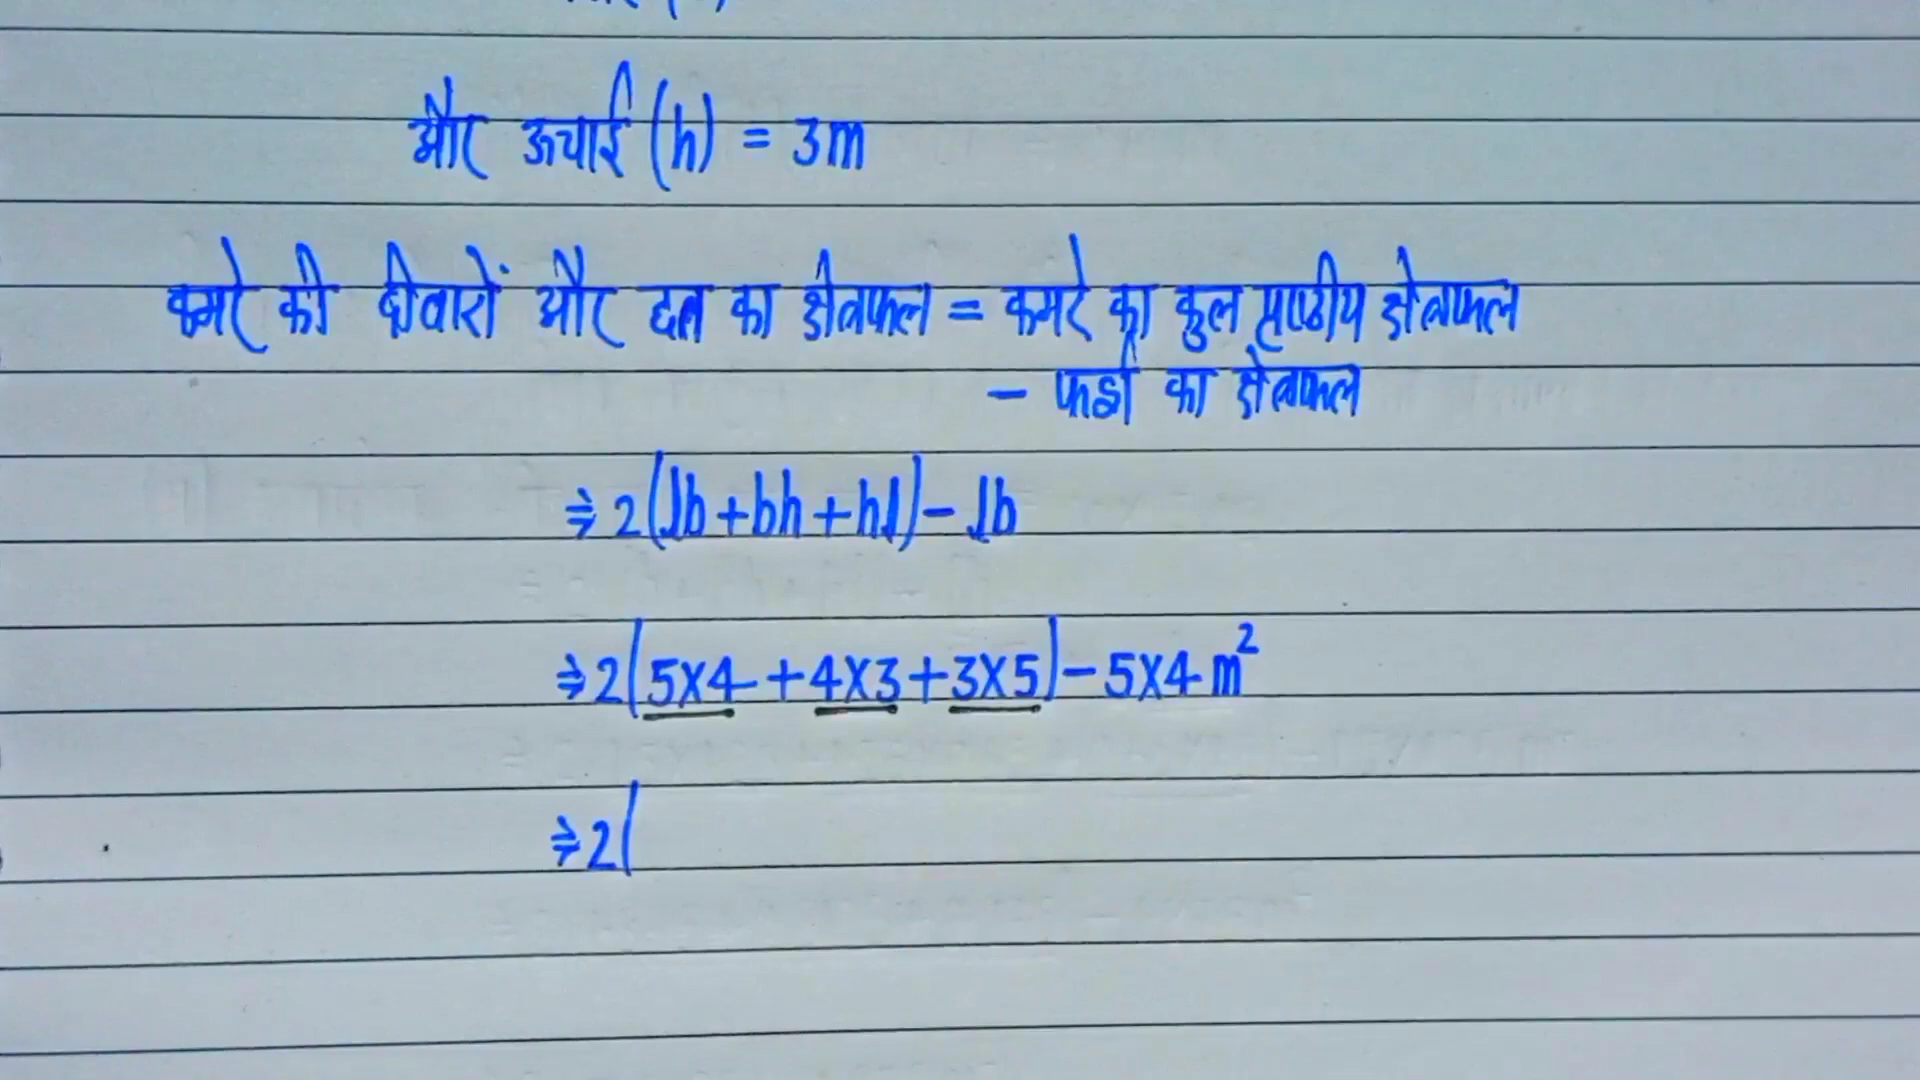 और ऊचाई (h) = 3m
कमरे की दीवारों और छत का क्षेत्रफल = कमरे का कुल पृष्ठीय क्षेत्रफल
- फर्श का क्षेत्रफल
⇒ 2(lb+bh+hl) - lb
⇒ 2(5×4+4×3+3×5) - 5×4 m²
⇒ 2(